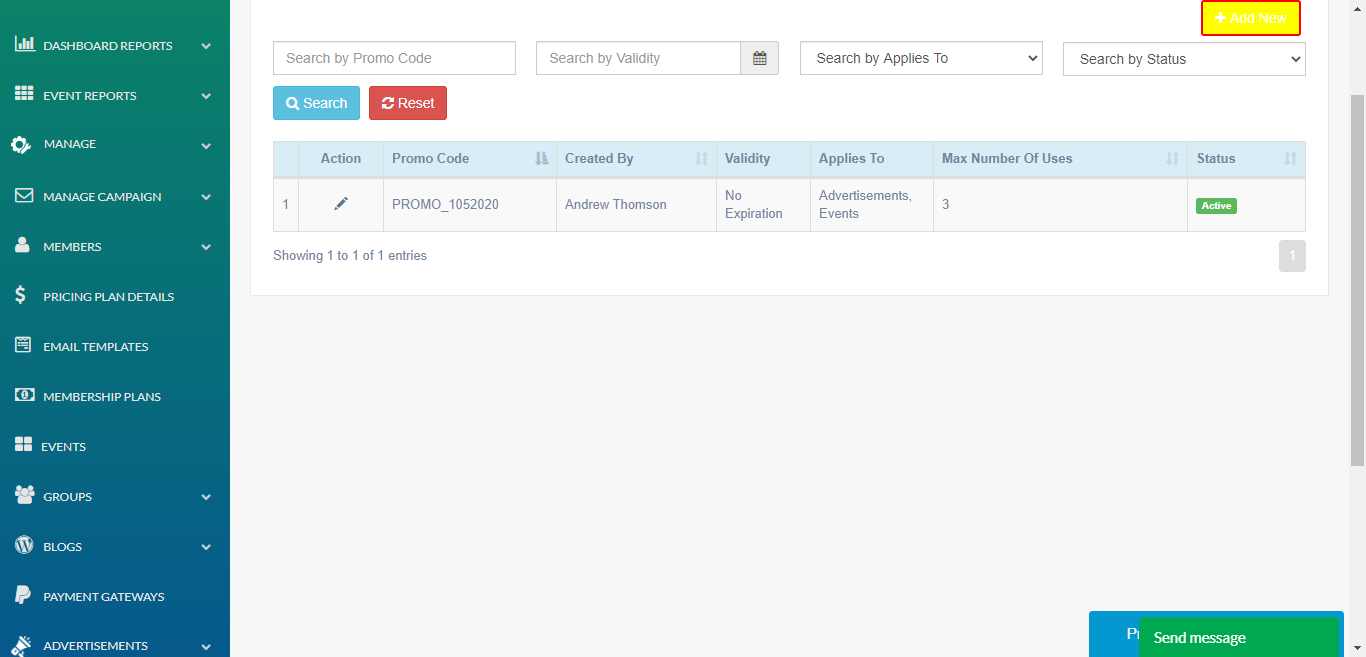 DASHBOARD REPORTS
EVENT REPORTS
MANAGE
MANAGE CAMPAIGN
MEMBERS
PRICING PLAN DETAILS
EMAIL TEMPLATES
MEMBERSHIP PLANS
EVENTS
GROUPS
BLOGS
PAYMENT GATEWAYS
ADVERTISEMENTS
Add New
Search by Promo Code Search by Validity Search by Applies To Search by Status
Search Reset
Action Promo Code Created By Validity Applies To Max Number Of Uses Status
1 PROMO_1052020 Andrew Thomson No Expiration Advertisements, Events 3 Active
Showing 1 to 1 of 1 entries 1
Send message